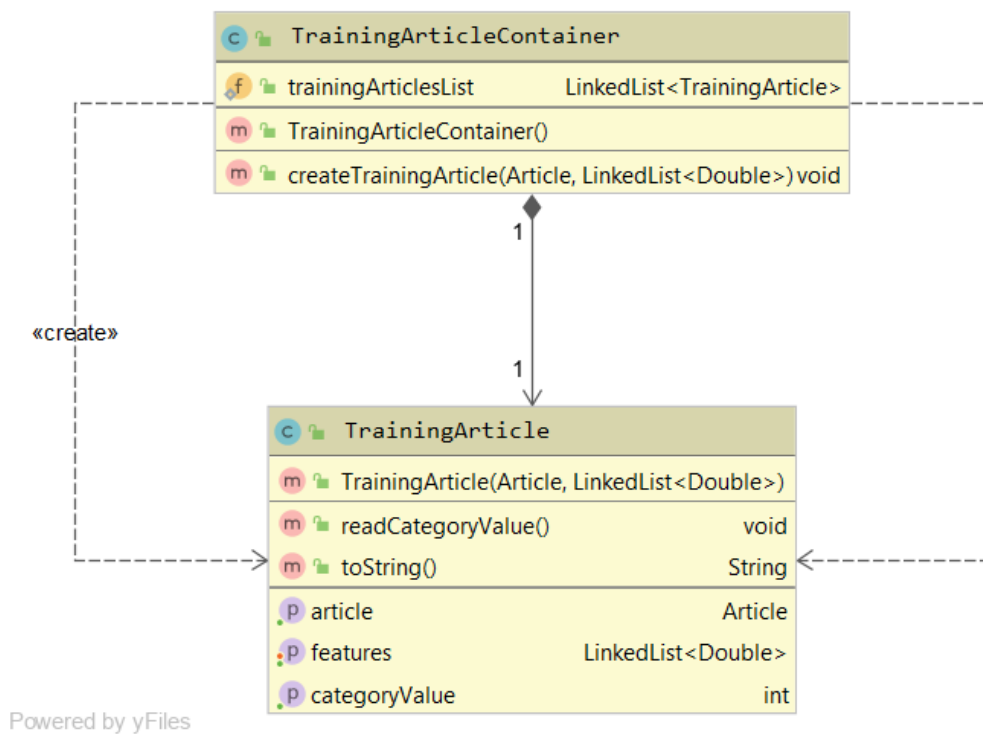 TrainingArticleContainer
trainingArticlesList LinkedList<TrainingArticle>
TrainingArticleContainer()
createTrainingArticle(Article, LinkedList<Double>) void
1
«create»
1
TrainingArticle
TrainingArticle(Article, LinkedList<Double>)
readCategoryValue() void
toString() String
article Article
features LinkedList<Double>
categoryValue int
Powered by yFiles